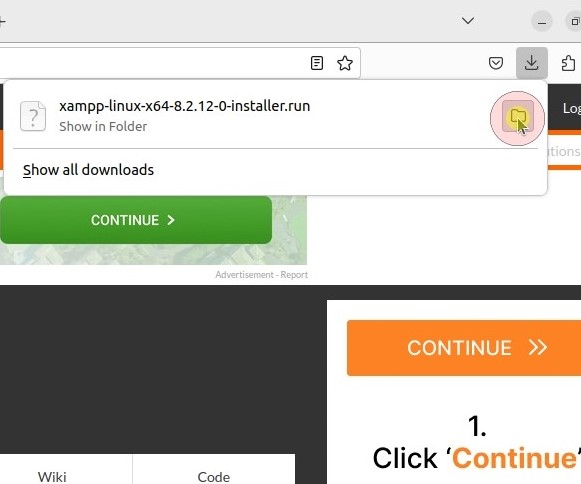 xampp-linux-x64-8.2.12-0-installer.run
Show in Folder
Show all downloads
Log
tions
CONTINUE
Advertisement - Report
CONTINUE
1.
Click ‘Continue’
Wiki
Code